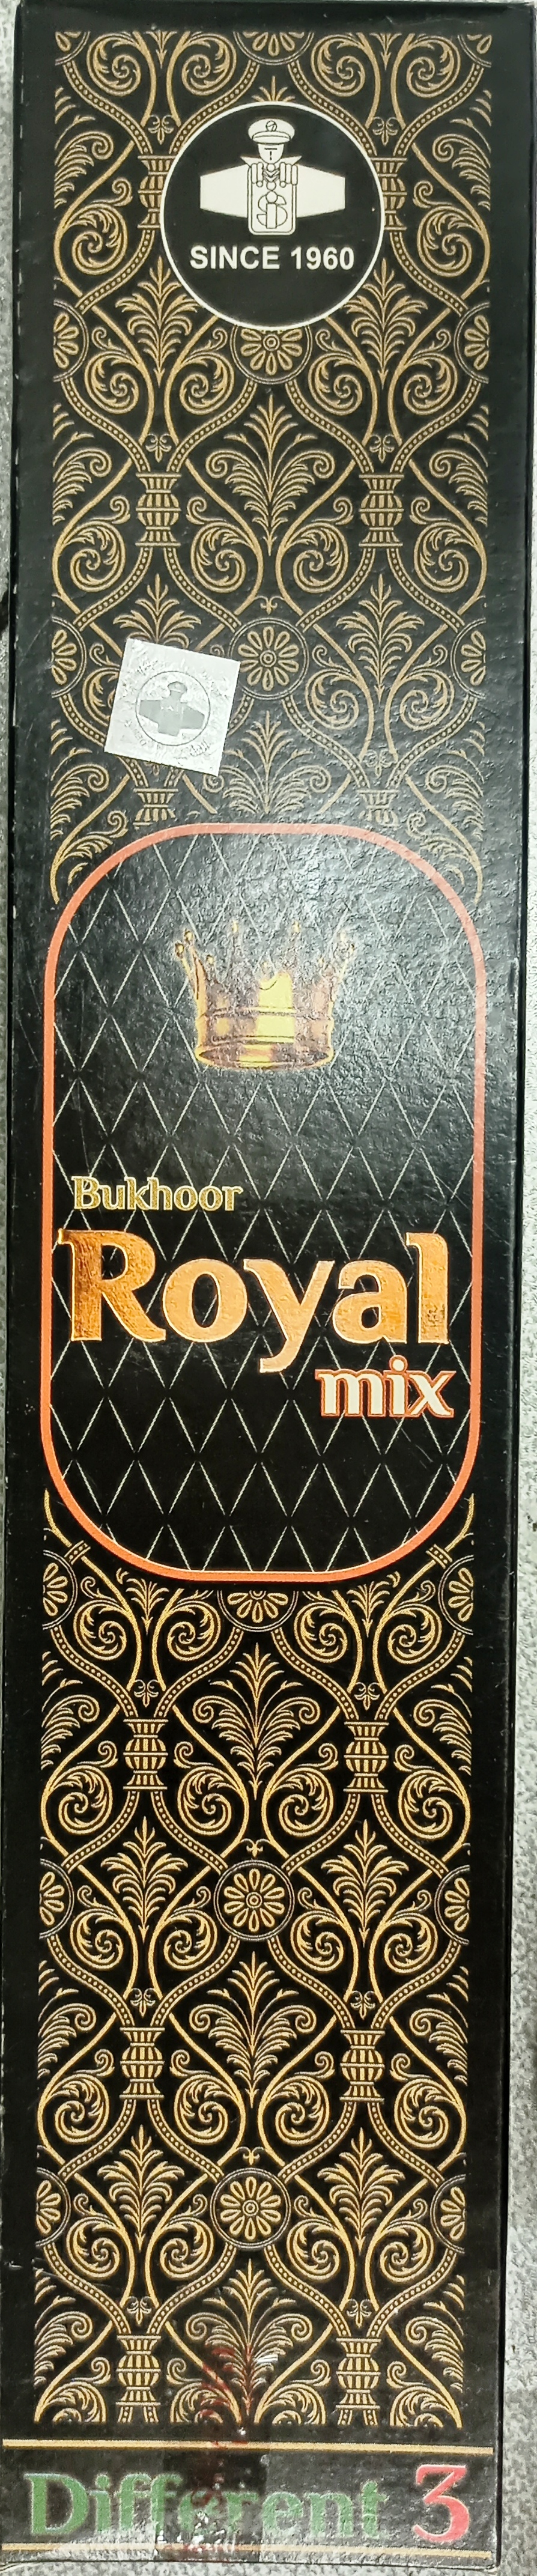 SINCE 1960
Bukhoor
Royal
mix
Different 3